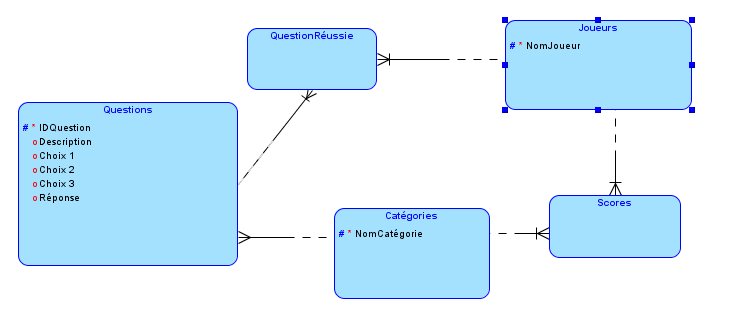 QuestionRéussie
Joueurs
# * NomJoueur
Questions
# * IDQuestion
o Description
o Choix 1
o Choix 2
o Choix 3
o Réponse
Catégories
# * NomCatégorie
Scores